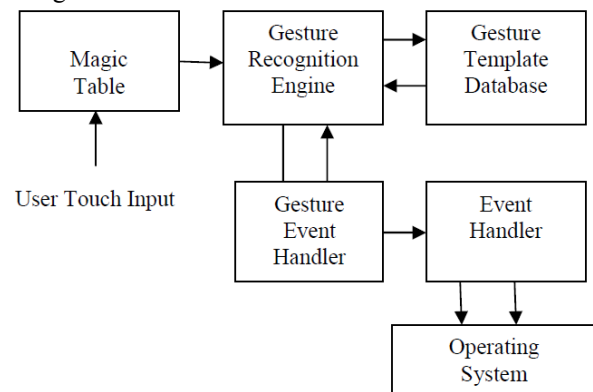 Magic
Table
Gesture
Recognition
Engine
Gesture
Template
Database
User Touch Input
Gesture
Event
Handler
Event
Handler
Operating
System